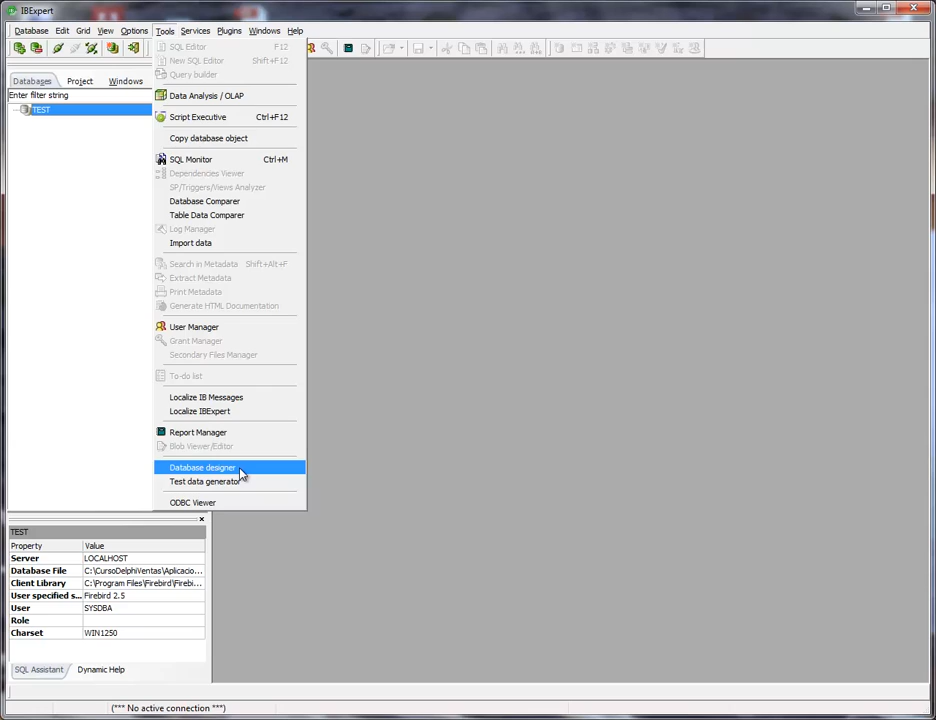 IBExpert
Database Edit Grid View Options Tools Services Plugins Windows Help
SQL Editor F12
New SQL Editor Shift+F12
Query builder
Databases Project Windows
Data Analysis / OLAP
Enter filter string
TEST
Script Executive Ctrl+F12
Copy database object
SQL Monitor Ctrl+M
Dependencies Viewer
SP/Triggers/Views Analyzer
Database Comparer
Table Data Comparer
Log Manager
Import data
Search in Metadata Shift+Alt+F
Extract Metadata
Print Metadata
Generate HTML Documentation
User Manager
Grant Manager
Secondary Files Manager
To-do list
Localize IB Messages
Localize IBExpert
Report Manager
Blob Viewer/Editor
Database designer
Test data generator
ODBC Viewer
TEST
Property Value
Server LOCALHOST
Database File C:\CursoDelphiVentas\Aplicacio...
Client Library C:\Program Files\Firebird\Firebi...
User specified s... Firebird 2.5
User SYSDBA
Role
Charset WIN1250
SQL Assistant Dynamic Help
(*** No active connection ***)